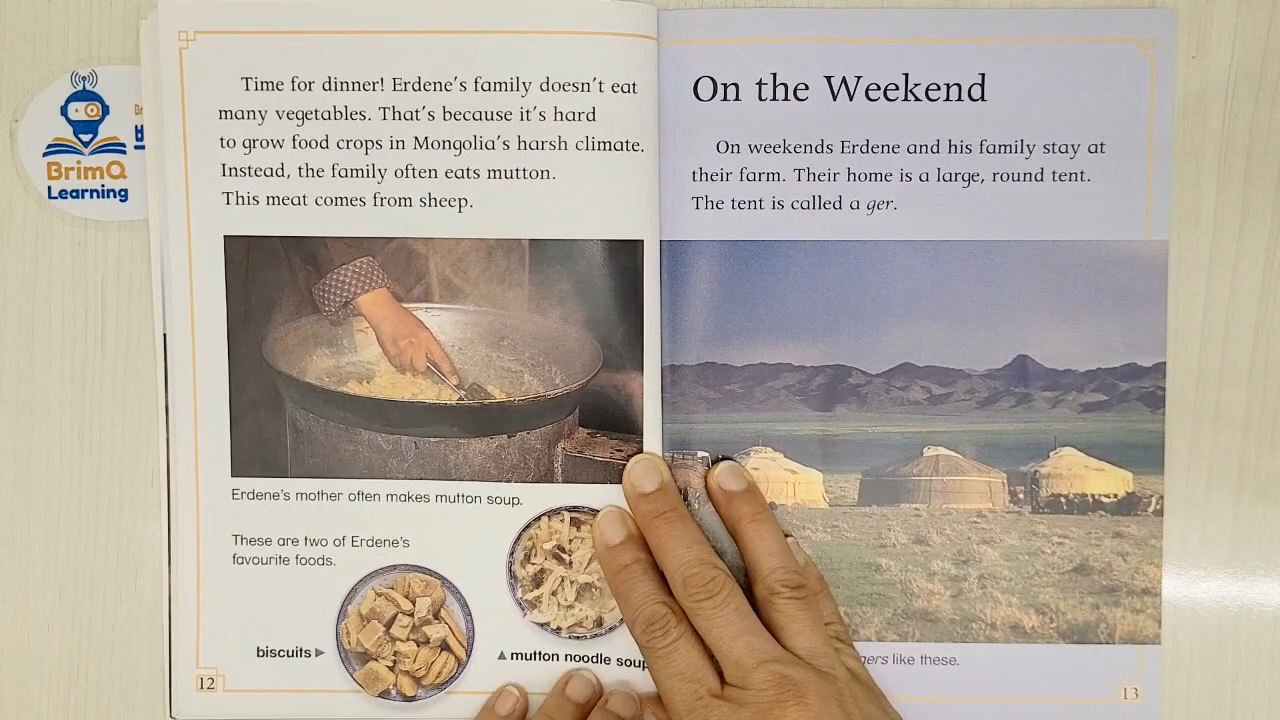 BrimQ
Learning
Time for dinner! Erdene's family doesn't eat
many vegetables. That's because it's hard
to grow food crops in Mongolia's harsh climate.
Instead, the family often eats mutton.
This meat comes from sheep.
Erdene's mother often makes mutton soup.
These are two of Erdene's
favourite foods.
biscuits ▶
▲ mutton noodle soup
12
On the Weekend
On weekends Erdene and his family stay at
their farm. Their home is a large, round tent.
The tent is called a ger.
gers like these.
13